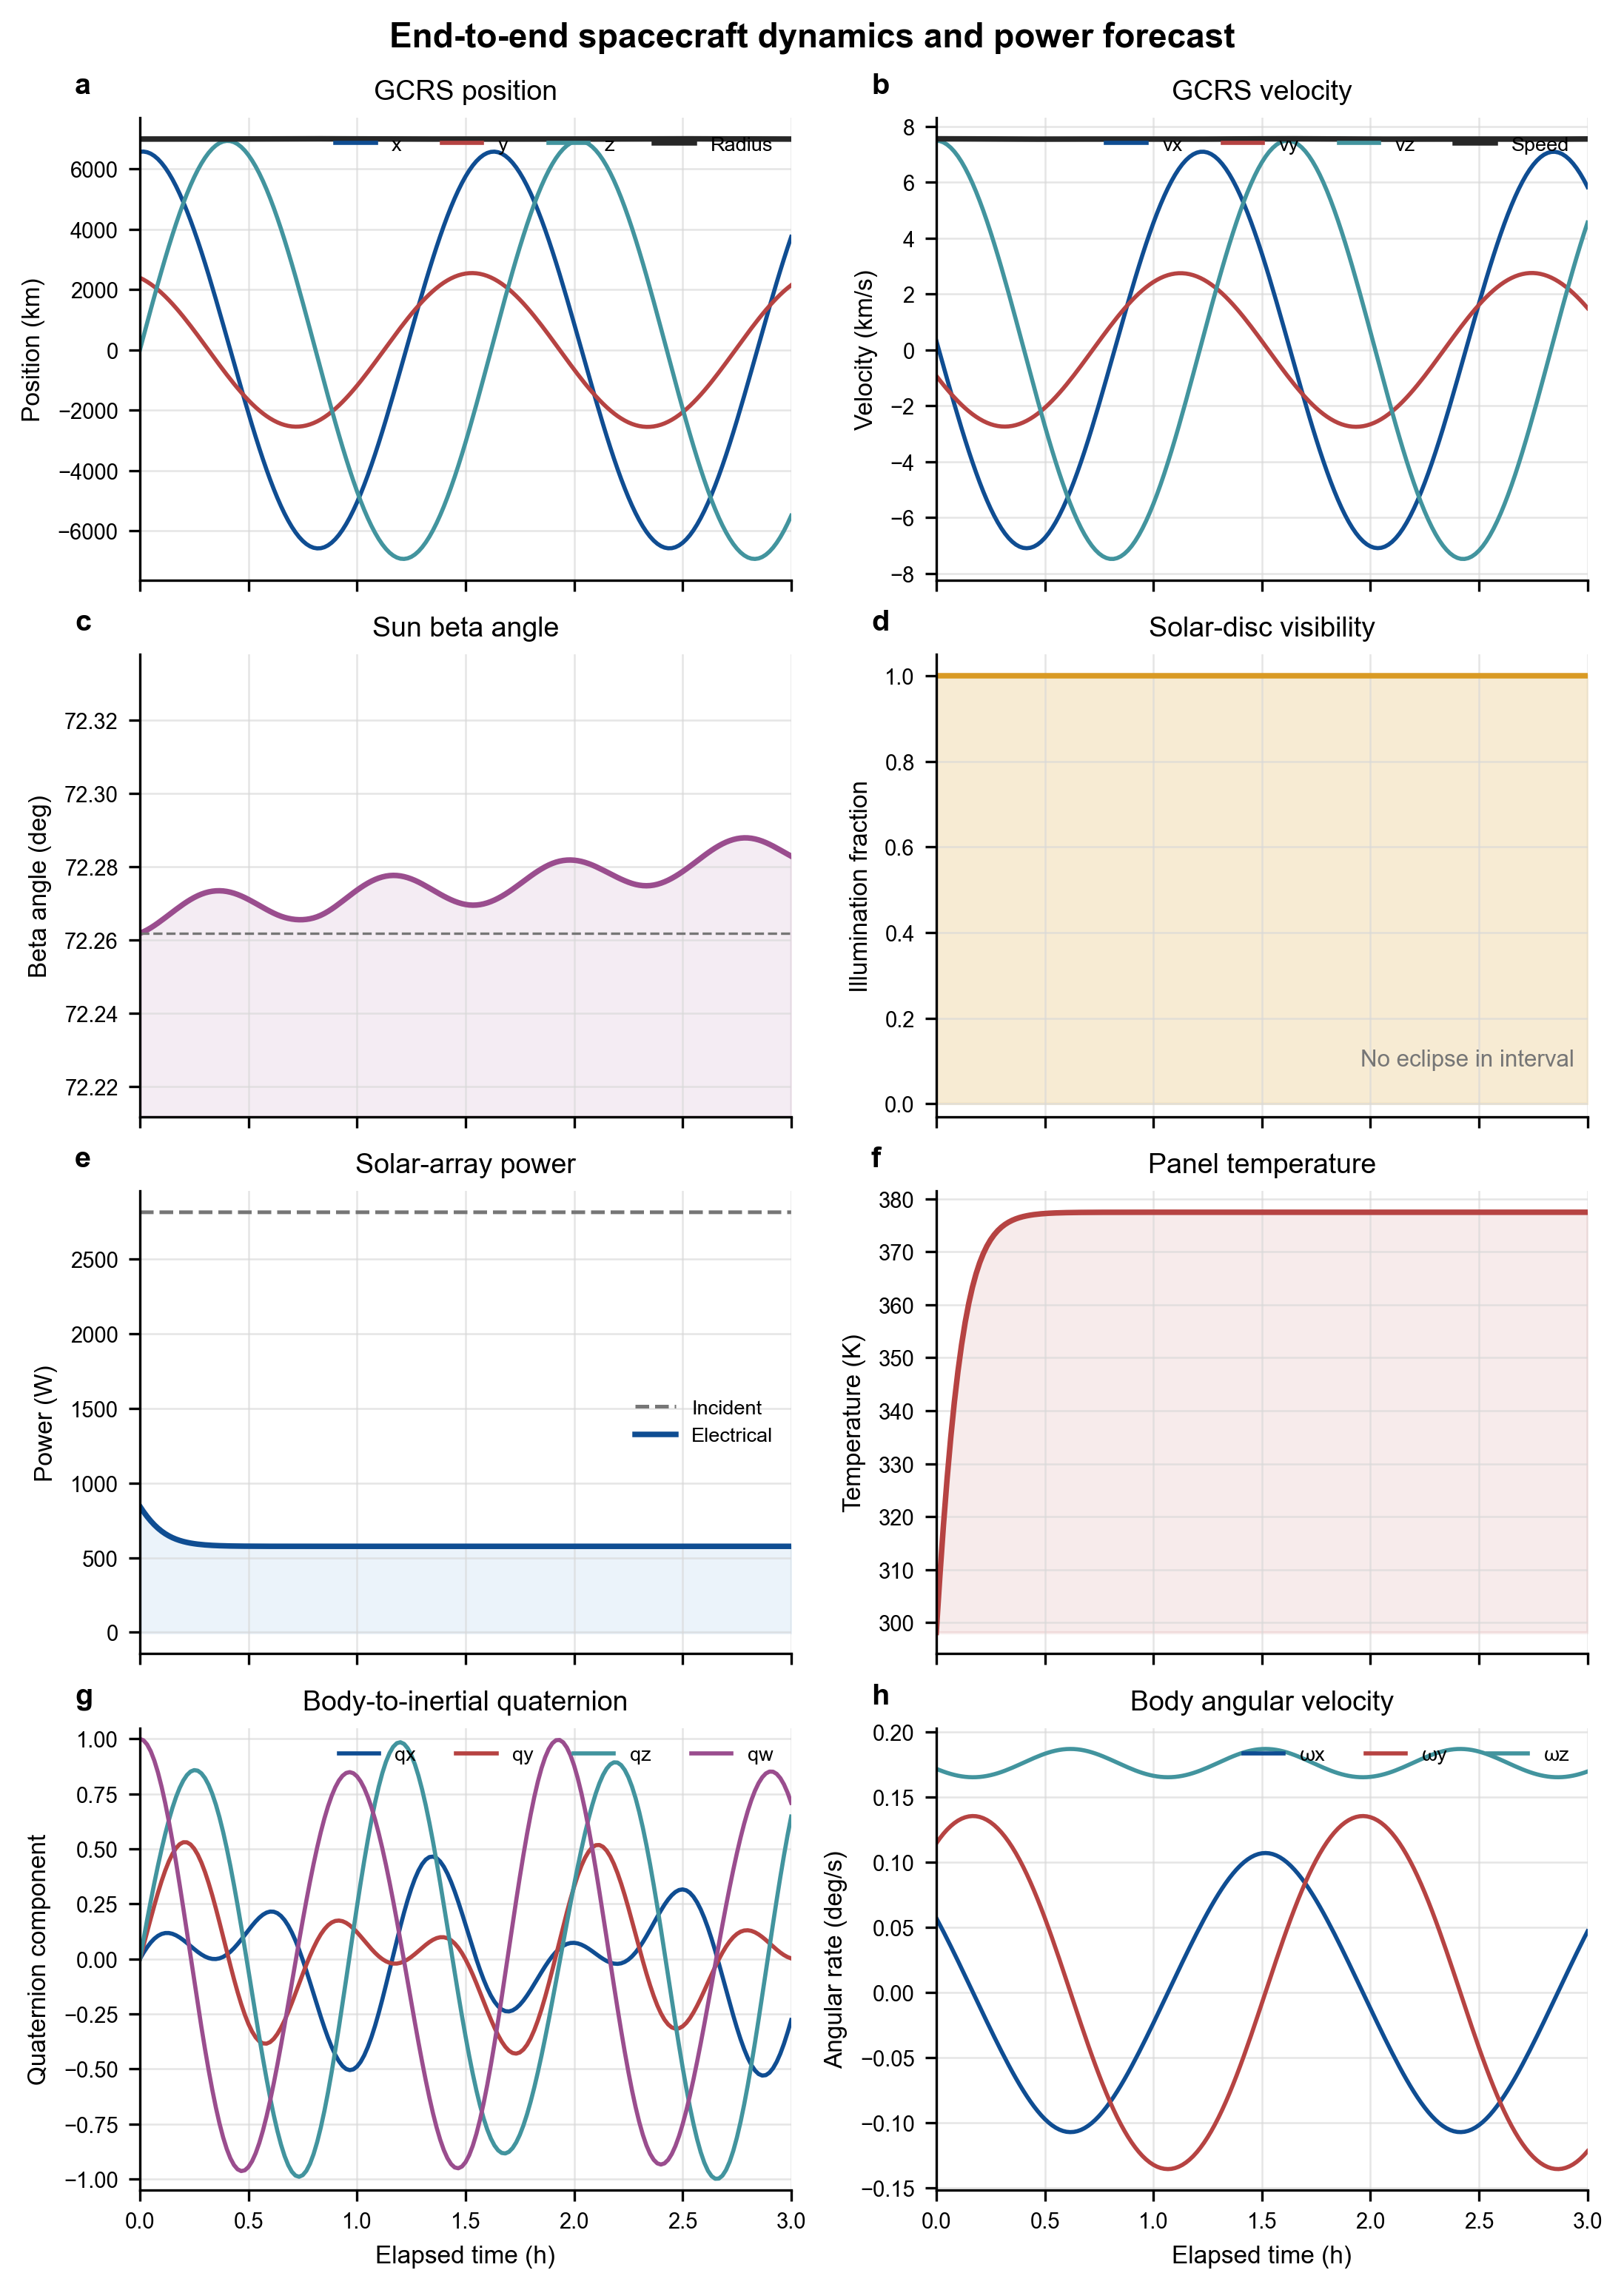 End-to-end spacecraft dynamics and power forecast
a
GCRS position
Position (km)
6000
4000
2000
0
−2000
−4000
−6000
x
y
z
Radius
b
GCRS velocity
Velocity (km/s)
8
6
4
2
0
−2
−4
−6
−8
vx
vy
vz
Speed
c
Sun beta angle
Beta angle (deg)
72.32
72.30
72.28
72.26
72.24
72.22
d
Solar-disc visibility
Illumination fraction
1.0
0.8
0.6
0.4
0.2
0.0
No eclipse in interval
e
Solar-array power
Power (W)
2500
2000
1500
1000
500
0
Incident
Electrical
f
Panel temperature
Temperature (K)
380
370
360
350
340
330
320
310
300
g
Body-to-inertial quaternion
Quaternion component
1.00
0.75
0.50
0.25
0.00
−0.25
−0.50
−0.75
−1.00
qx
qy
qz
qw
0.0
0.5
1.0
1.5
2.0
2.5
3.0
Elapsed time (h)
h
Body angular velocity
Angular rate (deg/s)
0.20
0.15
0.10
0.05
0.00
−0.05
−0.10
−0.15
ωx
ωy
ωz
0.0
0.5
1.0
1.5
2.0
2.5
3.0
Elapsed time (h)